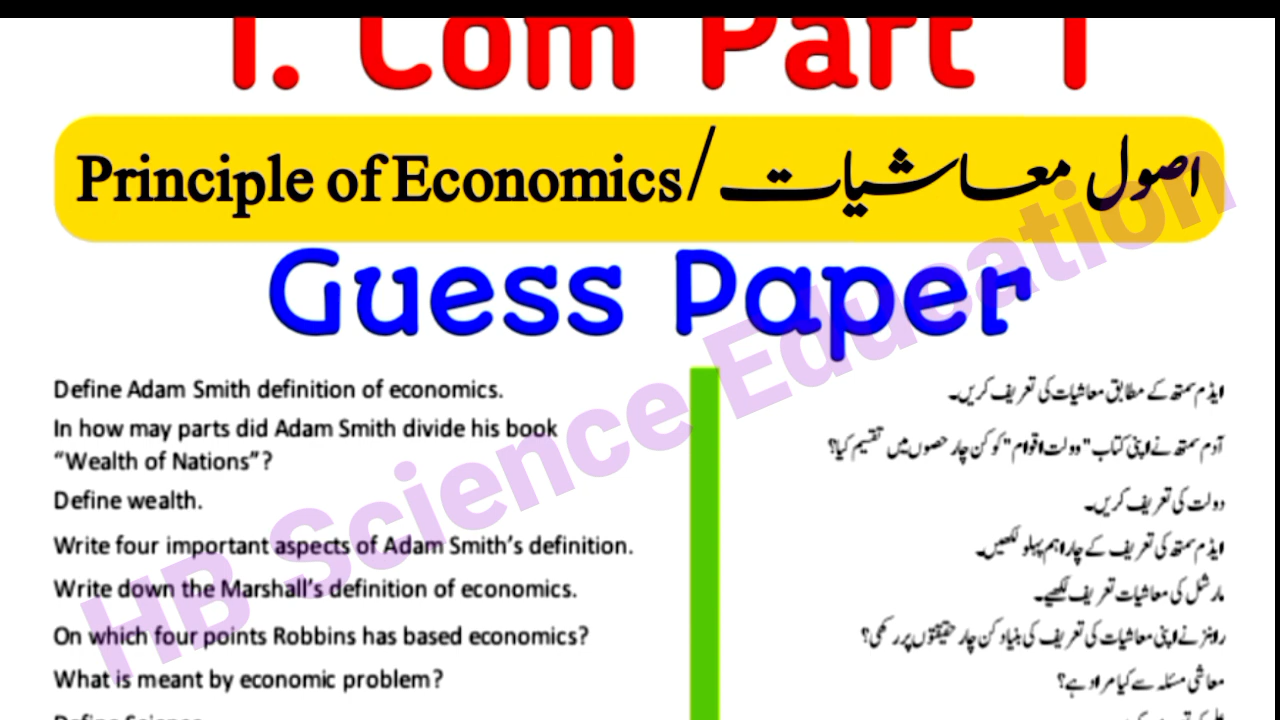 I. Com Part 1
Principle of Economics/اصول معاشیات
Guess Paper
Define Adam Smith definition of economics.
ایڈم سمتھ کے مطابق معاشیات کی تعریف کریں۔
In how may parts did Adam Smith divide his book
“Wealth of Nations”?
آدم سمتھ نے اپنی کتاب "دولت اقوام" کو کن چار حصوں میں تقسیم کیا؟
Define wealth.
دولت کی تعریف کریں۔
Write four important aspects of Adam Smith’s definition.
ایڈم سمتھ کی تعریف کے چار اہم پہلو لکھیں۔
Write down the Marshall’s definition of economics.
مارشل کی معاشیات تعریف لکھیے۔
On which four points Robbins has based economics?
رابنز نے اپنی معاشیات کی تعریف کی بنیاد کن چار حقیقتوں پر رکھی؟
What is meant by economic problem?
معاشی مسئلہ سے کیا مراد ہے؟
Define Science
HB Science Education